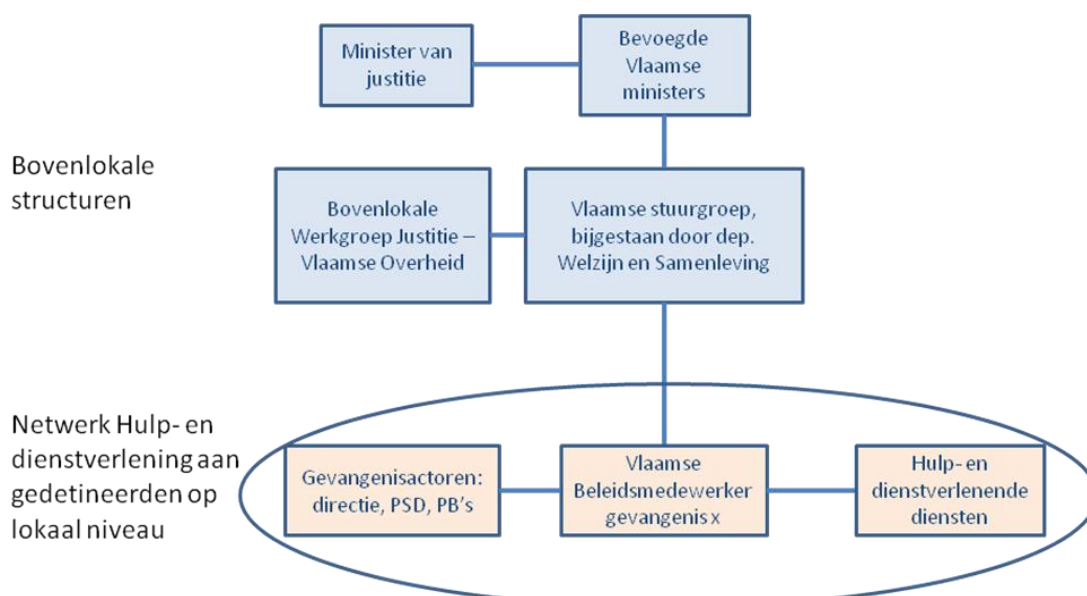 Minister van
justitie
Bevoegde
Vlaamse
ministers
Bovenlokale
structuren
Bovenlokale
Werkgroep Justitie –
Vlaamse Overheid
Vlaamse stuurgroep,
bijgestaan door dep.
Welzijn en Samenleving
Netwerk Hulp- en
dienstverlening aan
gedetineerden op
lokaal niveau
Gevangenisactoren:
directie, PSD, PB's
Vlaamse
Beleidsmedewerker
gevangenis x
Hulp- en
dienstverlenende
diensten